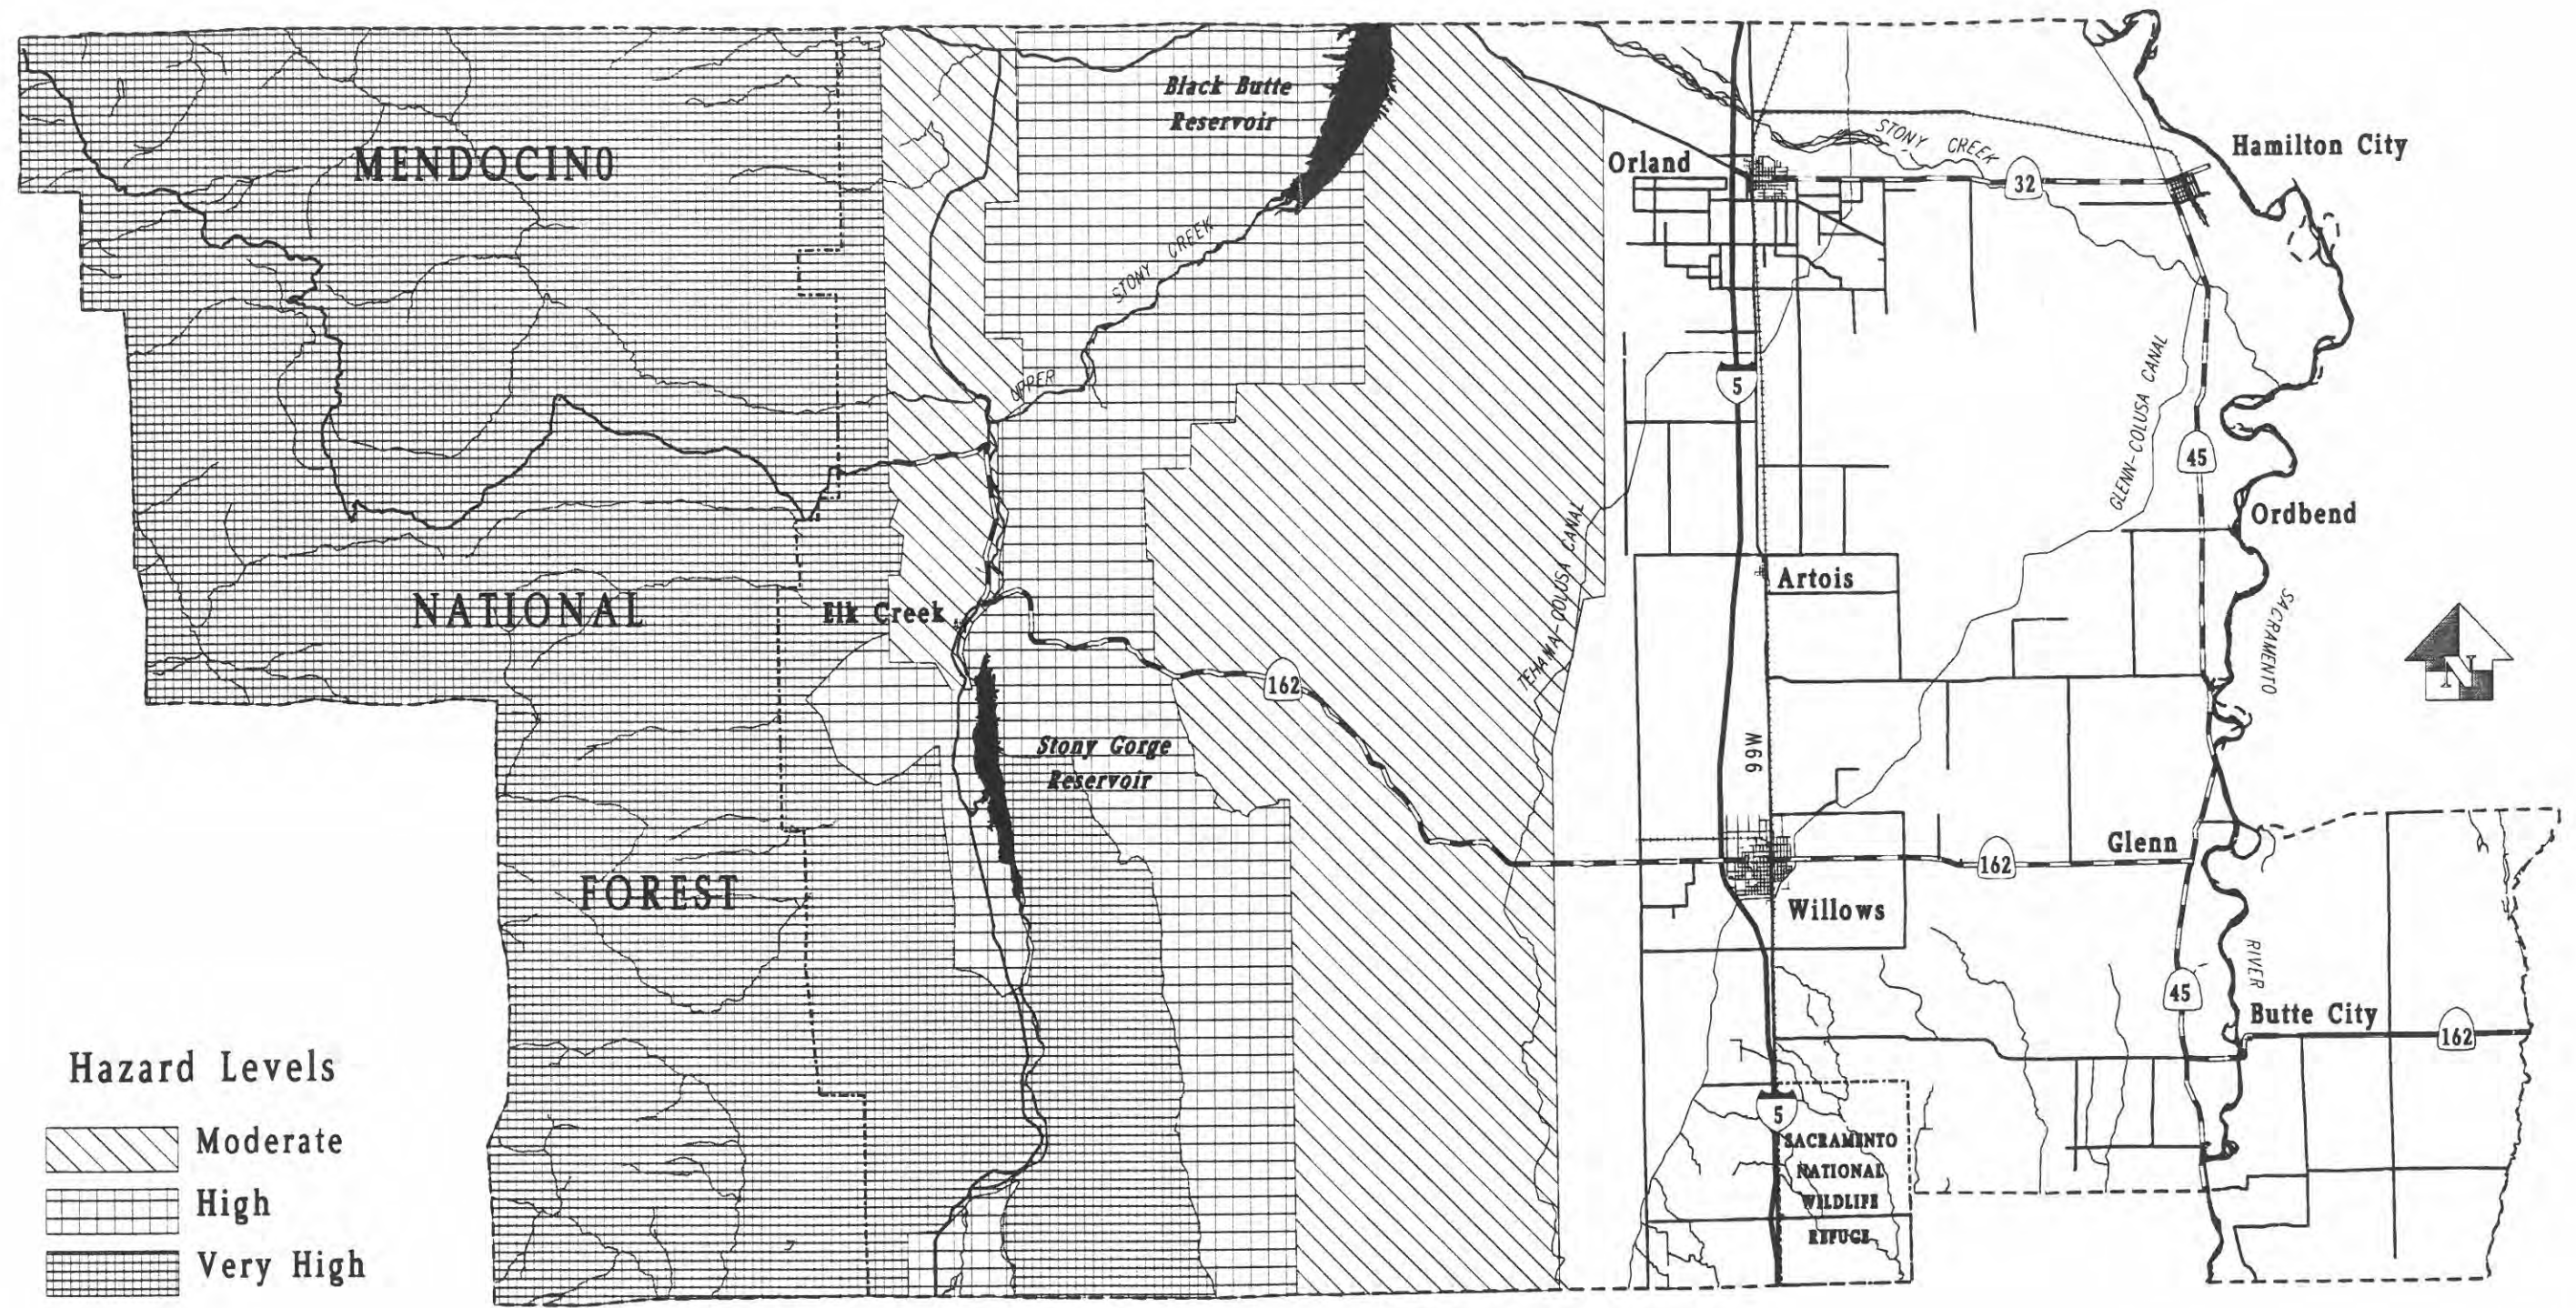 Black Butte
Reservoir
MENDOCINO
STONY CREEK
UPPER
Orland
STONY CREEK
32
Hamilton City
5
GLENN-COLUSA CANAL
45
Ordbend
TEHAMA-COLUSA CANAL
Artois
NATIONAL
Elk Creek
162
SACRAMENTO
N
Stony Gorge
Reservoir
99W
FOREST
Glenn
162
Willows
RIVER
45
Butte City
162
5
SACRAMENTO
NATIONAL
WILDLIFE
REFUGE
Hazard Levels
Moderate
High
Very High